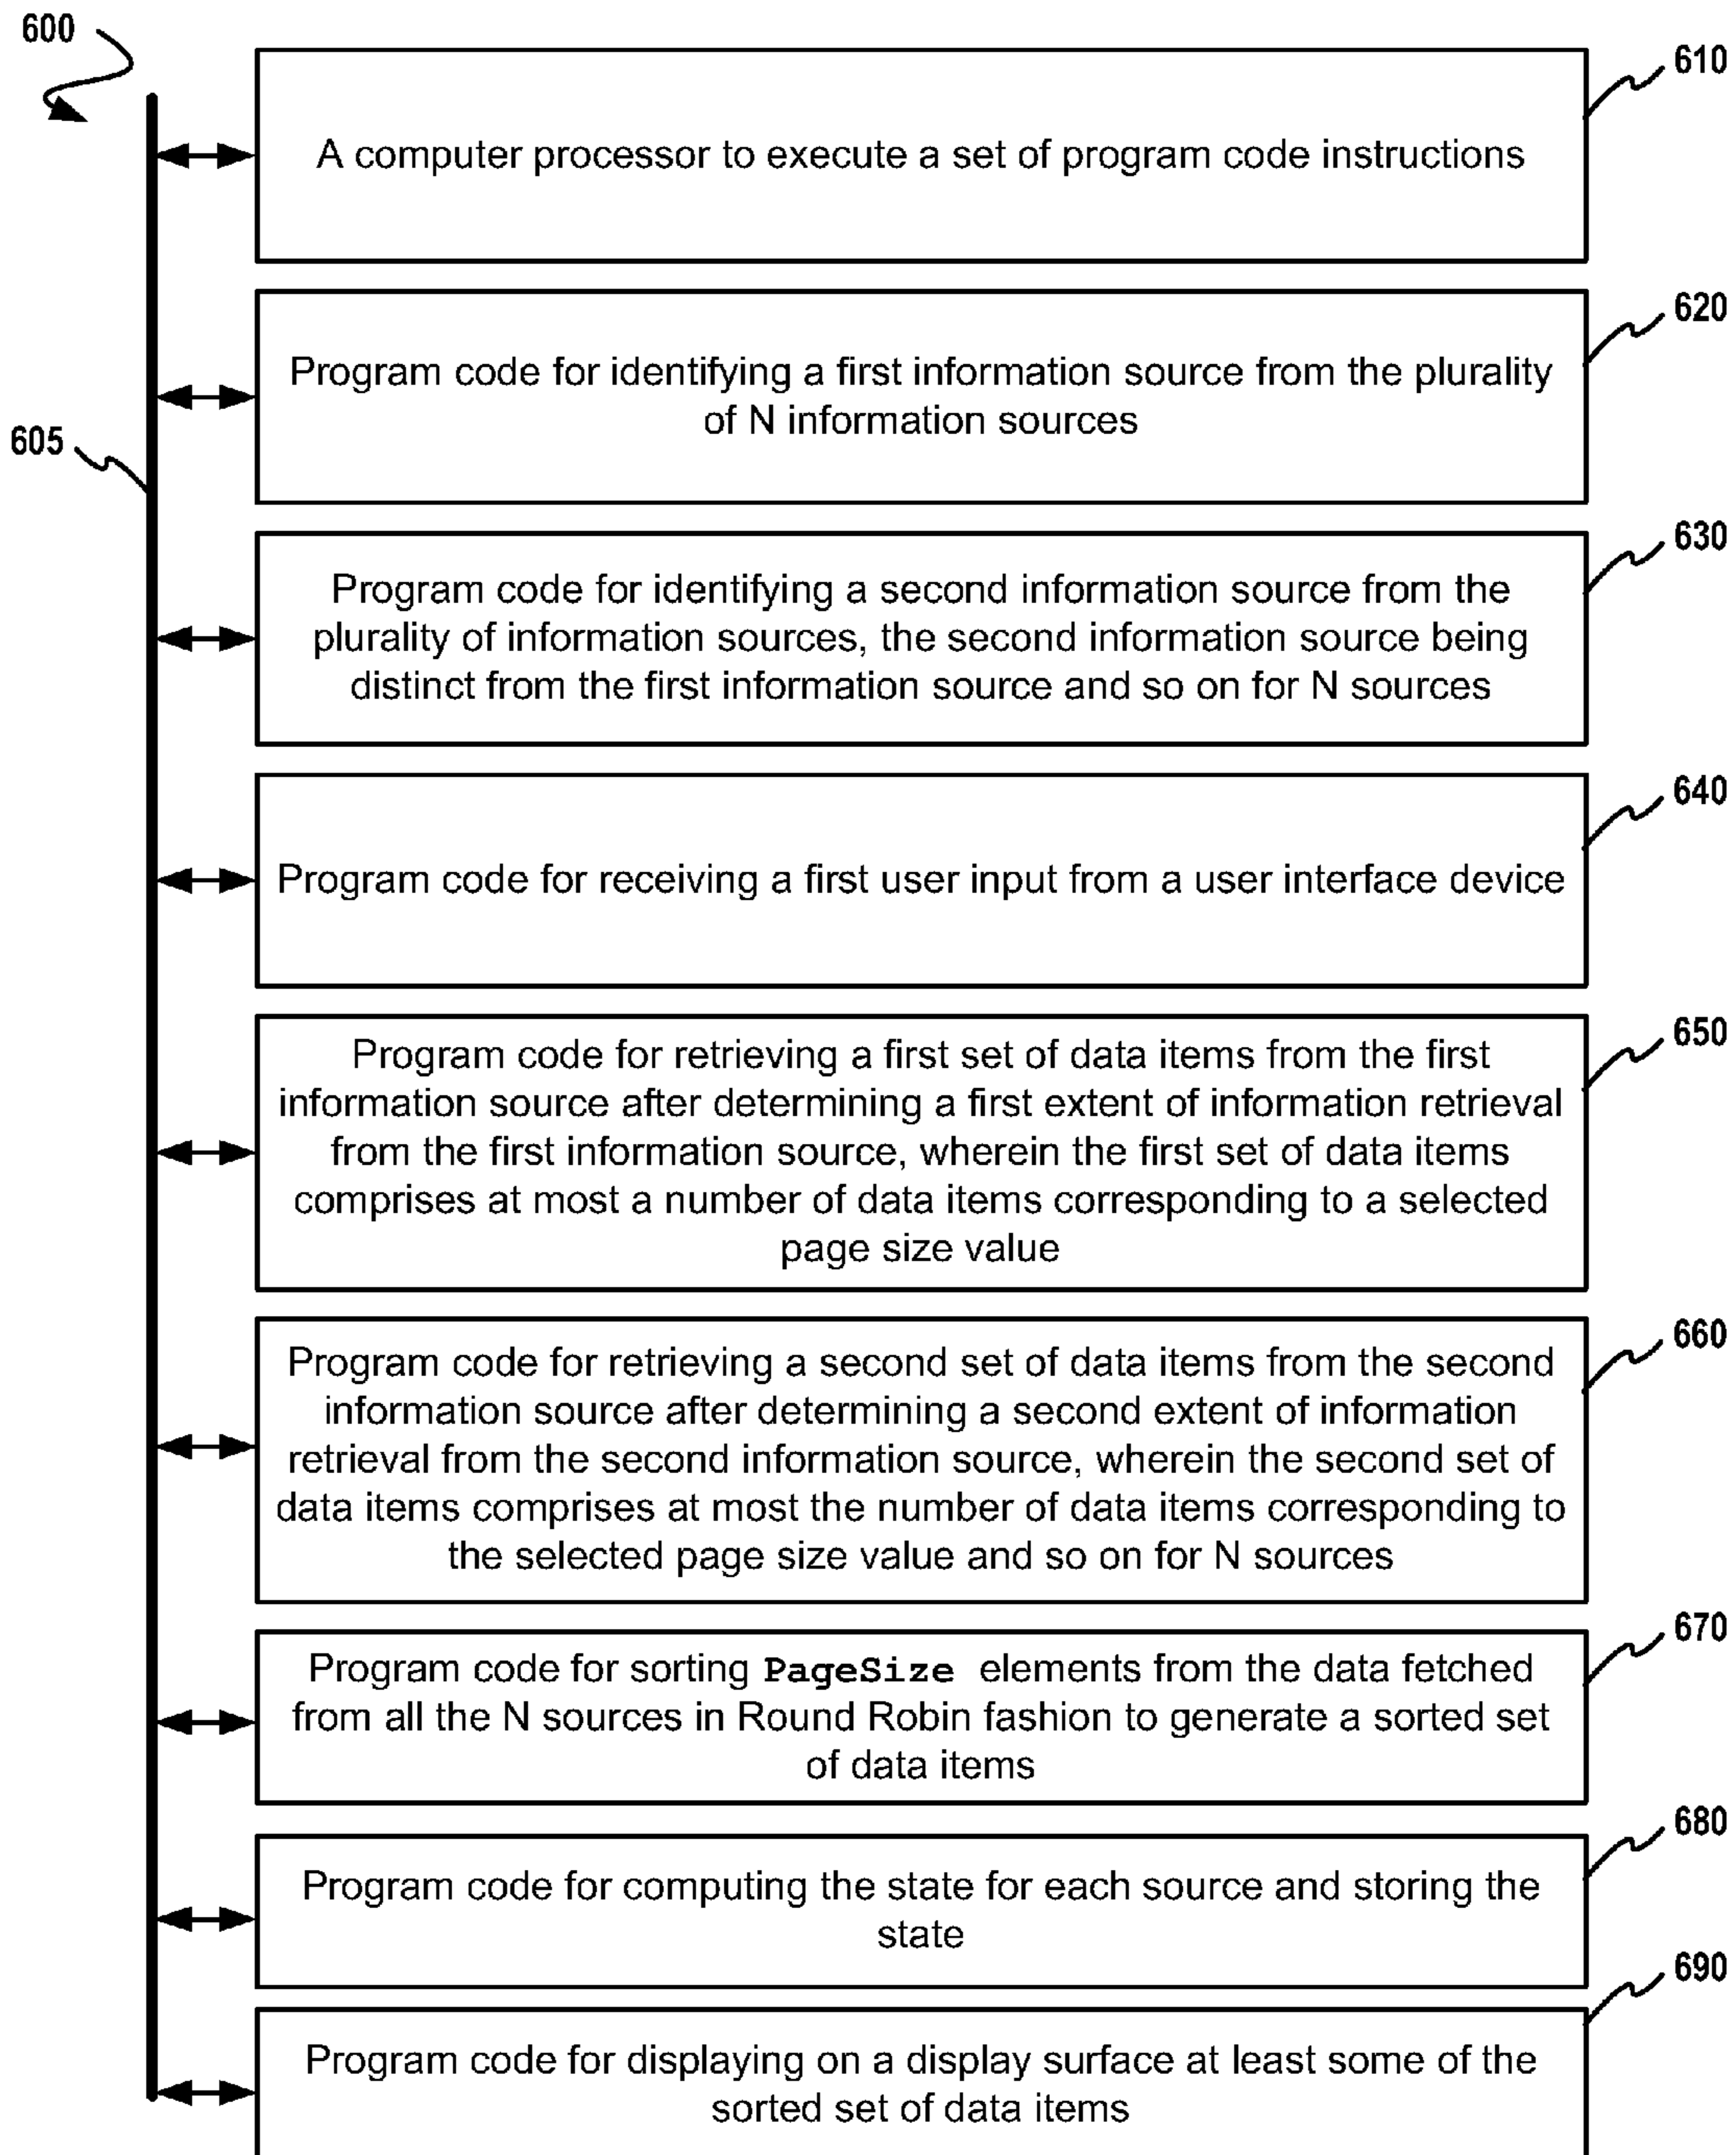 600
610
A computer processor to execute a set of program code instructions
620
Program code for identifying a first information source from the plurality
of N information sources
605
630
Program code for identifying a second information source from the
plurality of information sources, the second information source being
distinct from the first information source and so on for N sources
640
Program code for receiving a first user input from a user interface device
650
Program code for retrieving a first set of data items from the first
information source after determining a first extent of information retrieval
from the first information source, wherein the first set of data items
comprises at most a number of data items corresponding to a selected
page size value
660
Program code for retrieving a second set of data items from the second
information source after determining a second extent of information
retrieval from the second information source, wherein the second set of
data items comprises at most the number of data items corresponding to
the selected page size value and so on for N sources
670
Program code for sorting PageSize elements from the data fetched
from all the N sources in Round Robin fashion to generate a sorted set
of data items
680
Program code for computing the state for each source and storing the
state
690
Program code for displaying on a display surface at least some of the
sorted set of data items